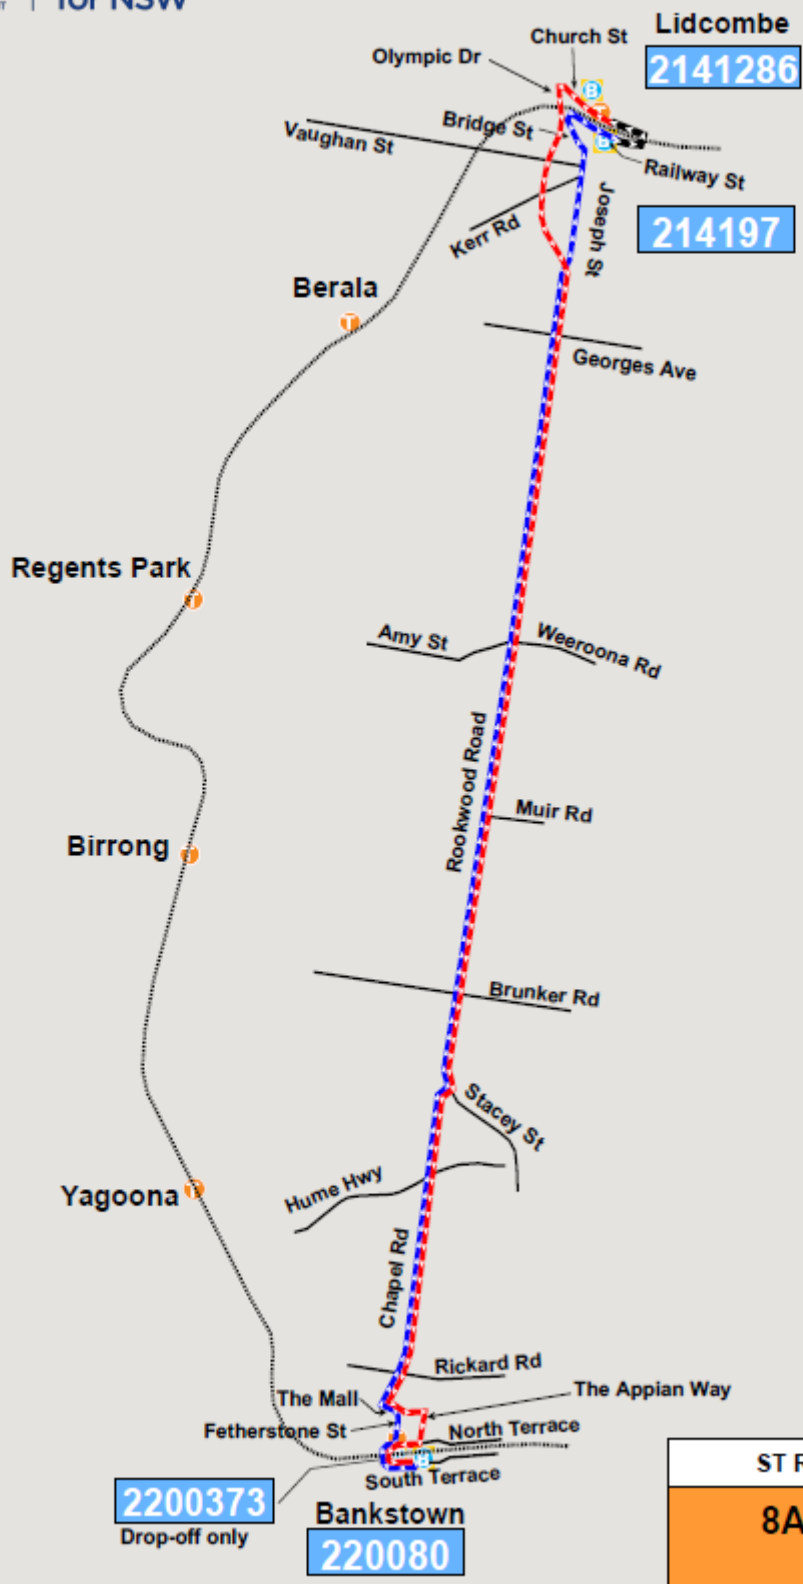 for NSW
Lidcombe
2141286
Church St
Olympic Dr
Bridge St
Vaughan St
Railway St
Joseph St
214197
Kerr Rd
Berala
Georges Ave
Regents Park
Amy St
Weeroona Rd
Rookwood Road
Muir Rd
Birrong
Brunker Rd
Stacey St
Yagoona
Hume Hwy
Chapel Rd
Rickard Rd
The Mall
The Appian Way
Fetherstone St
North Terrace
South Terrace
2200373
Drop-off only
Bankstown
220080
ST R
8A
B
T
B
T
T
T
T
B